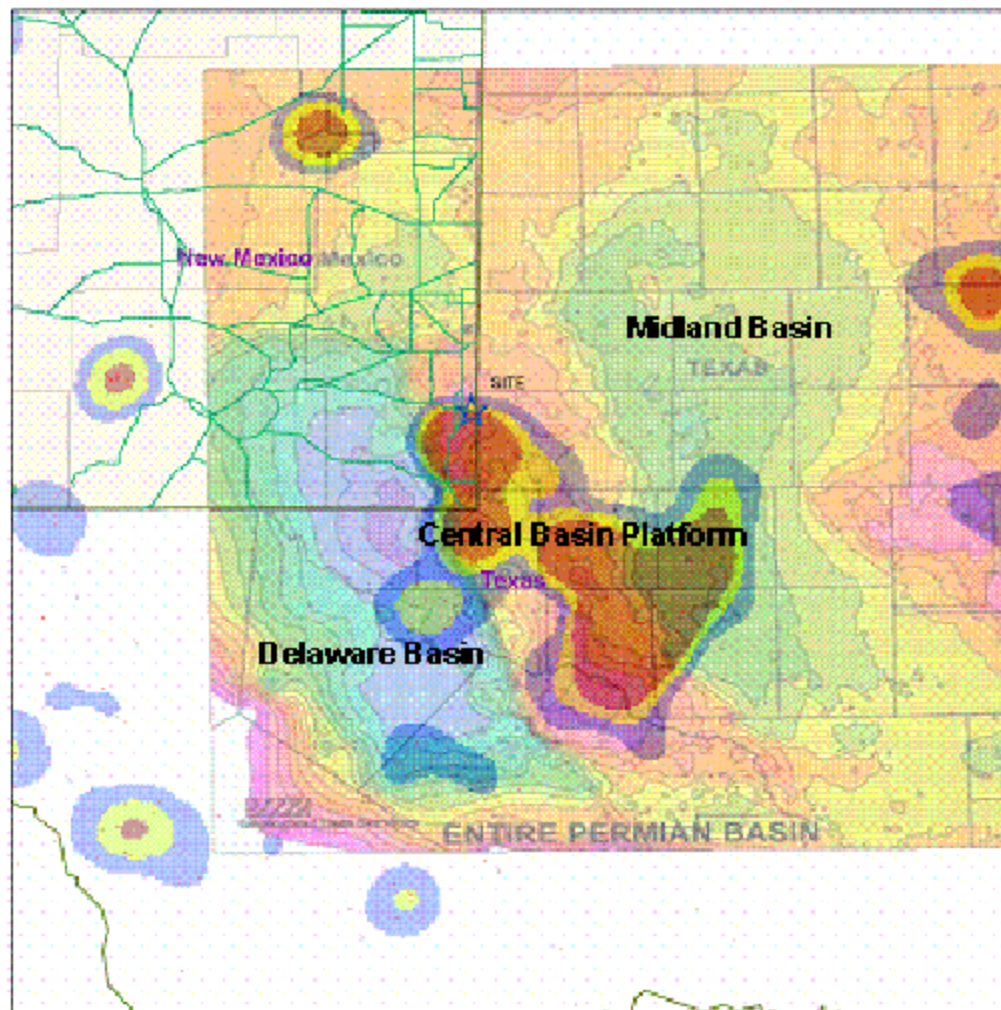 New Mexico Mexico
Midland Basin
TEXAS
SITE
Central Basin Platform
Texas
Delaware Basin
ENTIRE PERMIAN BASIN